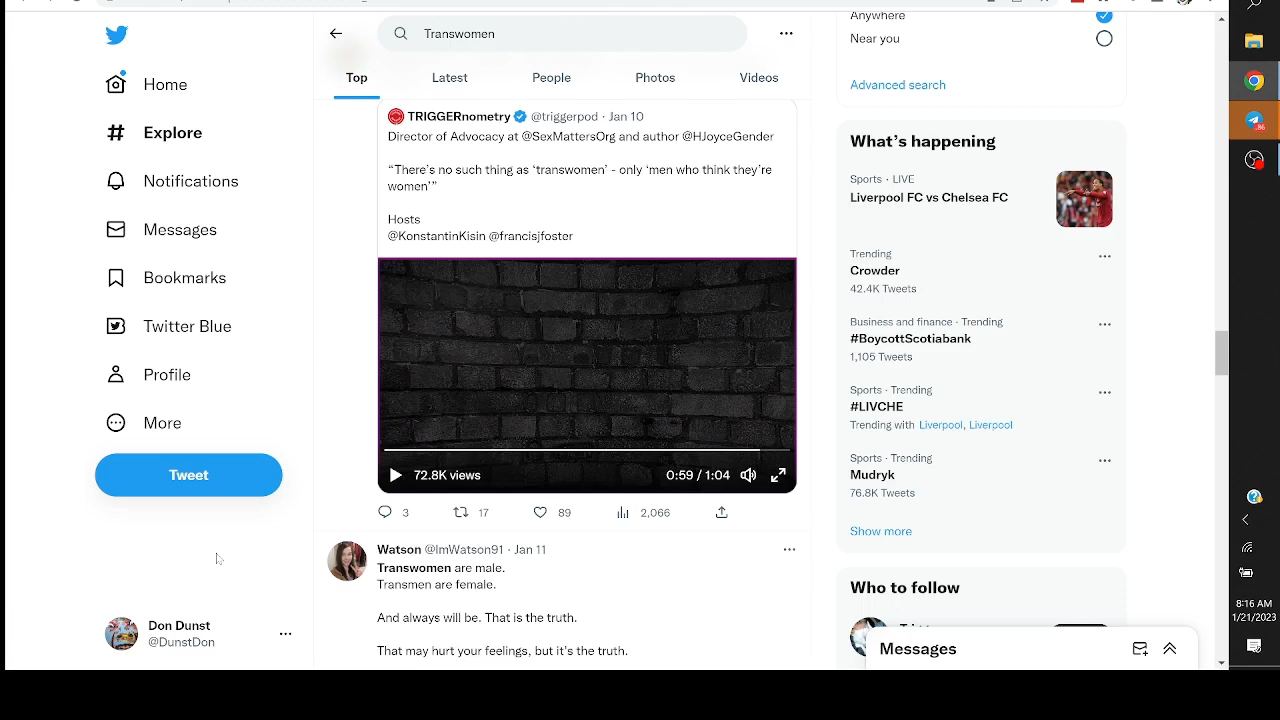 Transwomen
Top
Latest
People
Photos
Videos
Home
Explore
Notifications
Messages
Bookmarks
Twitter Blue
Profile
More
Tweet
Don Dunst
@DunstDon
TRIGGERnometry @triggerpod · Jan 10
Director of Advocacy at @SexMattersOrg and author @HJoyceGender
“There’s no such thing as ‘transwomen’ - only ‘men who think they’re
women’”
Hosts
@KonstantinKisin @francisjfoster
72.8K views
0:59 / 1:04
3
17
89
2,066
Watson @ImWatson91 · Jan 11
Transwomen are male.
Transmen are female.
And always will be. That is the truth.
That may hurt your feelings, but it’s the truth.
Anywhere
Near you
Advanced search
What’s happening
Sports · LIVE
Liverpool FC vs Chelsea FC
Trending
Crowder
42.4K Tweets
Business and finance · Trending
#BoycottScotiabank
1,105 Tweets
Sports · Trending
#LIVCHE
Trending with Liverpool, Liverpool
Sports · Trending
Mudryk
76.8K Tweets
Show more
Who to follow
Messages
86
8:16 AM
1/21/2023